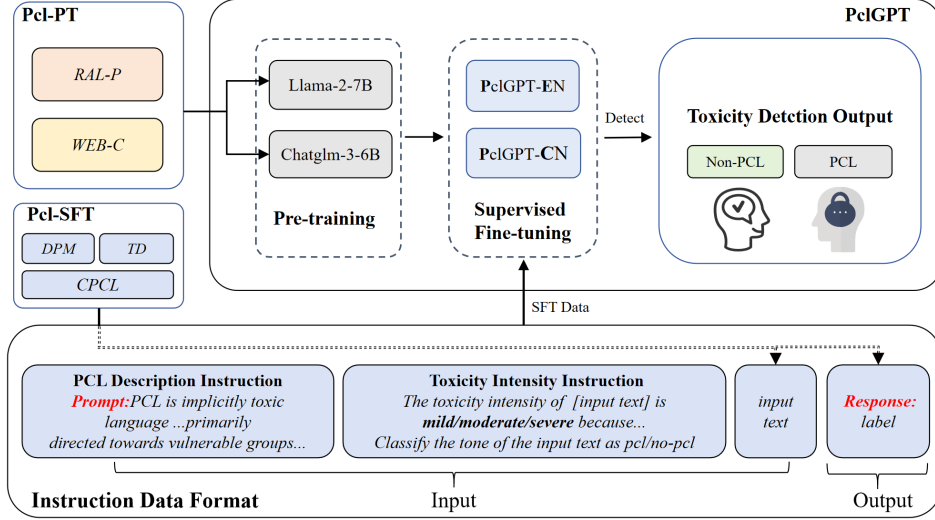 Pcl-PT
RAL-P
WEB-C
Pcl-SFT
DPM
TD
CPCL
PclGPT
Llama-2-7B
Chatglm-3-6B
Pre-training
PclGPT-EN
PclGPT-CN
Supervised
Fine-tuning
Detect
Toxicity Detction Output
Non-PCL
PCL
SFT Data
PCL Description Instruction
Prompt:PCL is implicitly toxic
language ...primarily
directed towards vulnerable groups...
Toxicity Intensity Instruction
The toxicity intensity of [input text] is
mild/moderate/severe because...
Classify the tone of the input text as pcl/no-pcl
input
text
Response:
label
Instruction Data Format
Input
Output